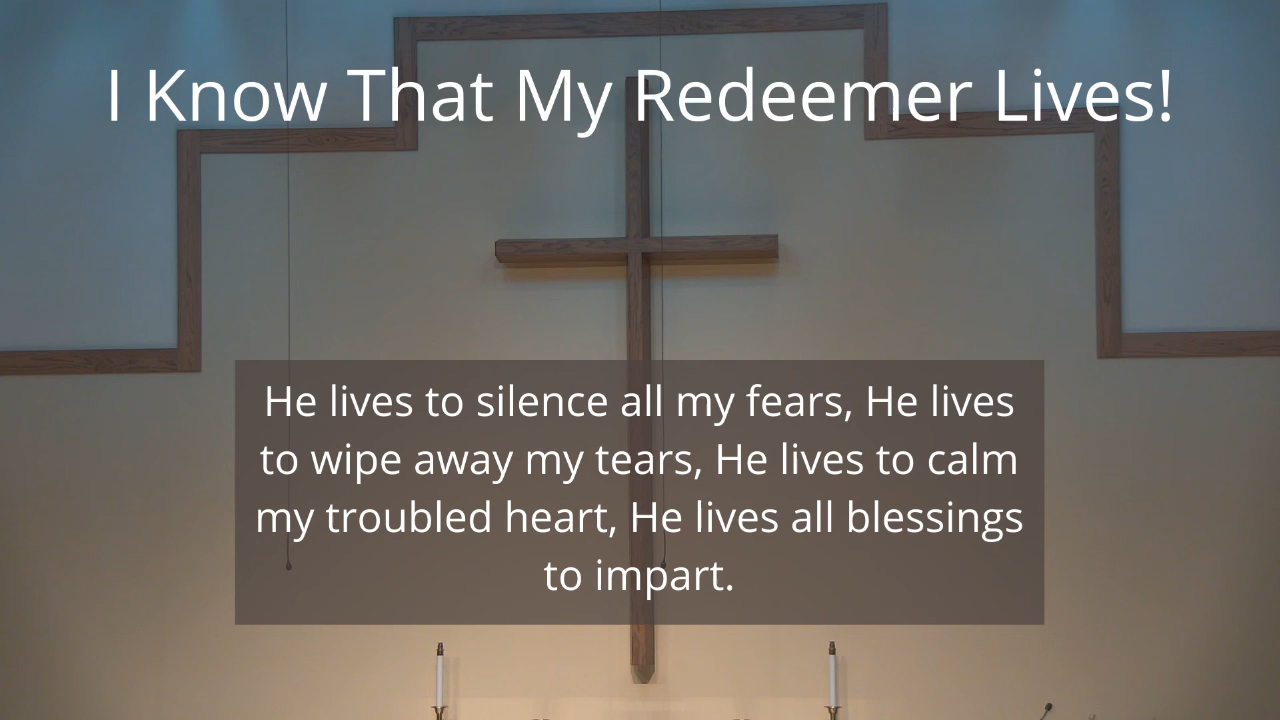 I Know That My Redeemer Lives!
He lives to silence all my fears, He lives
to wipe away my tears, He lives to calm
my troubled heart, He lives all blessings
to impart.